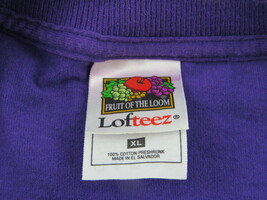 FRUIT OF THE LOOM
Lofteez®
XL
100% COTTON PRESHRUNK
MADE IN EL SALVADOR